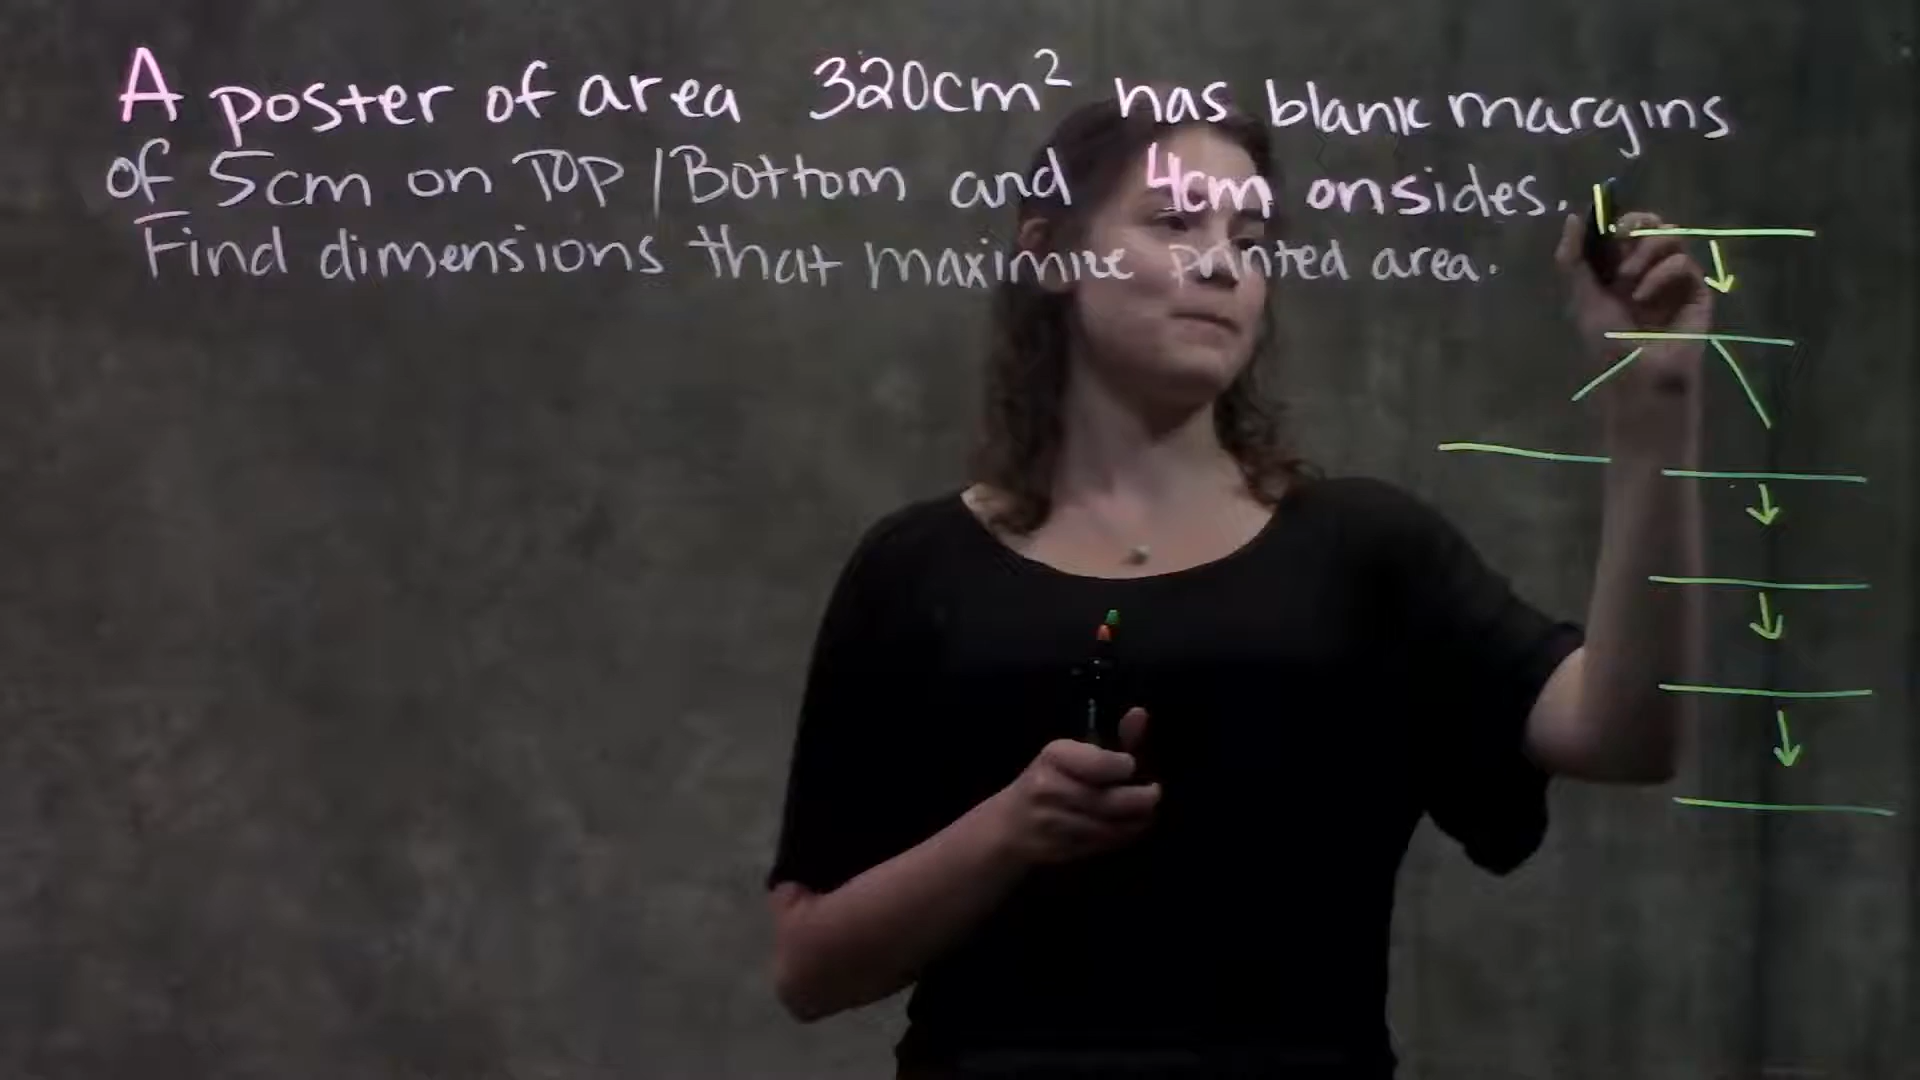 A poster of area 320cm² has blank margins
of 5cm on TOP/Bottom and 4cm on sides.
Find dimensions that maximize printed area.
1.